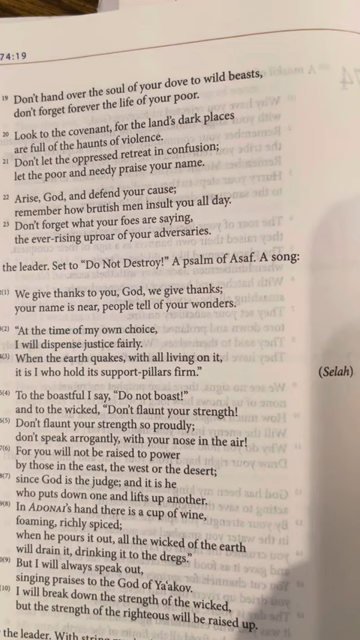 74:19
19 Don't hand over the soul of your dove to wild beasts,
don't forget forever the life of your poor.
20 Look to the covenant, for the land's dark places
are full of the haunts of violence.
21 Don't let the oppressed retreat in confusion;
let the poor and needy praise your name.
22 Arise, God, and defend your cause;
remember how brutish men insult you all day.
23 Don't forget what your foes are saying,
the ever-rising uproar of your adversaries.
the leader. Set to "Do Not Destroy!" A psalm of Asaf. A song:
(1) We give thanks to you, God, we give thanks;
your name is near, people tell of your wonders.
(2) "At the time of my own choice,
I will dispense justice fairly.
(3) When the earth quakes, with all living on it,
it is I who hold its support-pillars firm." (Selah)
(4) To the boastful I say, "Do not boast!"
and to the wicked, "Don't flaunt your strength!
(5) Don't flaunt your strength so proudly;
don't speak arrogantly, with your nose in the air!
(6) For you will not be raised to power
by those in the east, the west or the desert;
(7) since God is the judge; and it is he
who puts down one and lifts up another.
(8) In ADONAI's hand there is a cup of wine,
foaming, richly spiced;
when he pours it out, all the wicked of the earth
will drain it, drinking it to the dregs."
(9) But I will always speak out,
singing praises to the God of Ya'akov.
(10) I will break down the strength of the wicked,
but the strength of the righteous will be raised up.
the leader. With